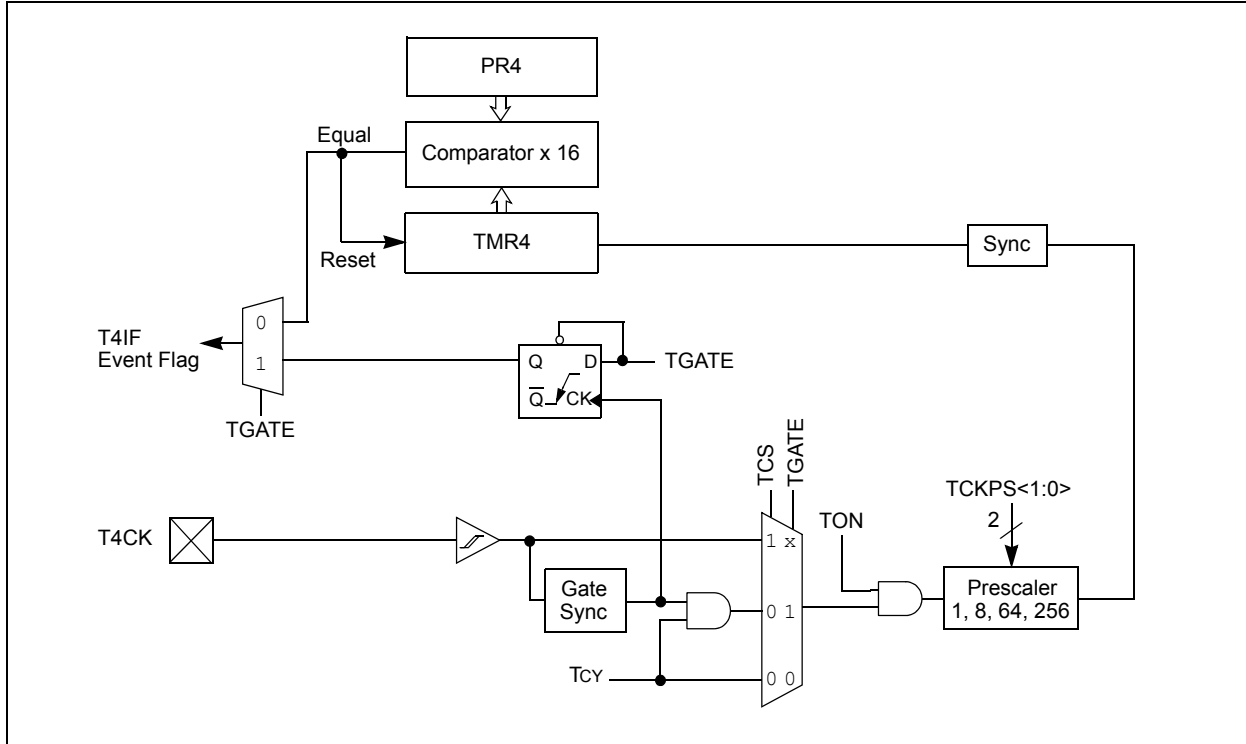 PR4
Equal
Comparator x 16
Reset
TMR4
Sync
0
T4IF
Event Flag
1
Q
D
TGATE
Q̅
CK
TGATE
TCS
TGATE
TCKPS<1:0>
2
TON
T4CK
1 x
Gate
Sync
Prescaler
1, 8, 64, 256
0 1
TCY
0 0